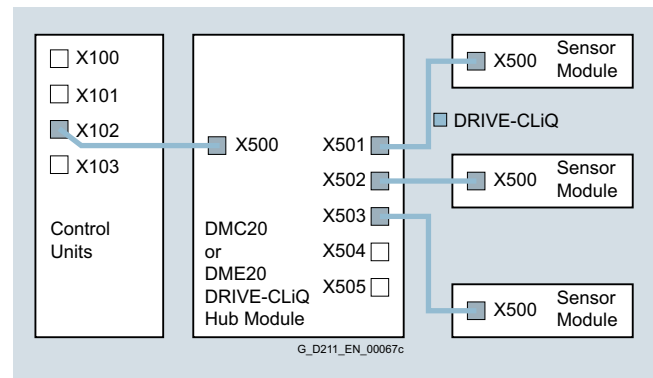 X100
X101
X102
X103
Control
Units
X500
X501
X502
X503
X504
X505
DMC20
or
DME20
DRIVE-CLiQ
Hub Module
X500
Sensor
Module
DRIVE-CLiQ
X500
Sensor
Module
X500
Sensor
Module
G_D211_EN_00067c